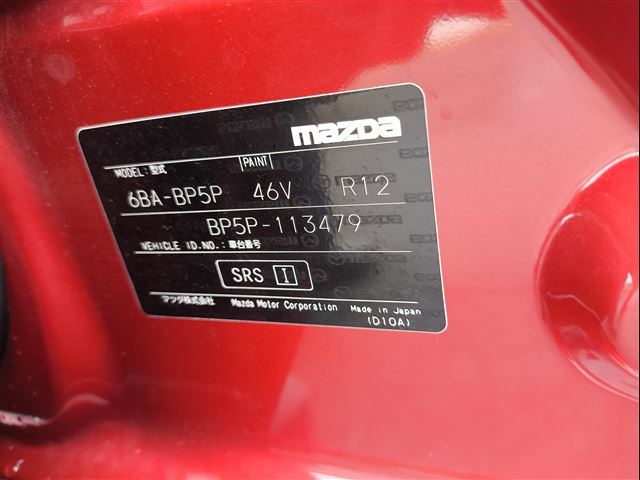 mazda
MODEL: 型式 PAINT
6BA-BP5P 46V R12
BP5P-113479
VEHICLE ID.NO.: 車台番号
SRS I
マツダ株式会社 Mazda Motor Corporation Made in Japan
(D10A)